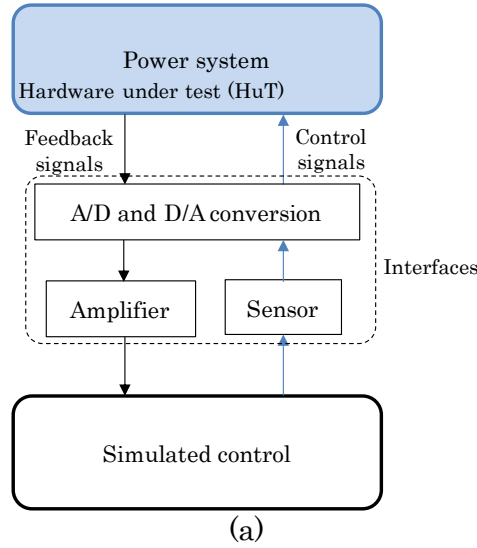 Power system
Hardware under test (HuT)
Feedback
signals
Control
signals
A/D and D/A conversion
Interfaces
Amplifier
Sensor
Simulated control
(a)